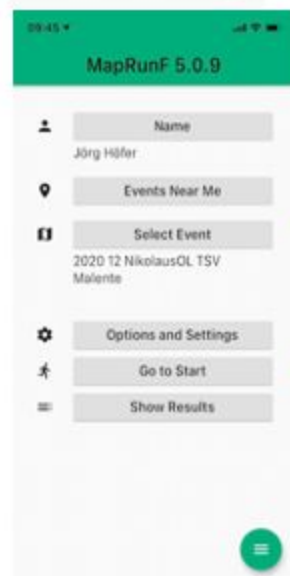 09:45
MapRunF 5.0.9
Name
Jörg Höfer
Events Near Me
Select Event
2020 12 NikolausOL TSV
Malente
Options and Settings
Go to Start
Show Results